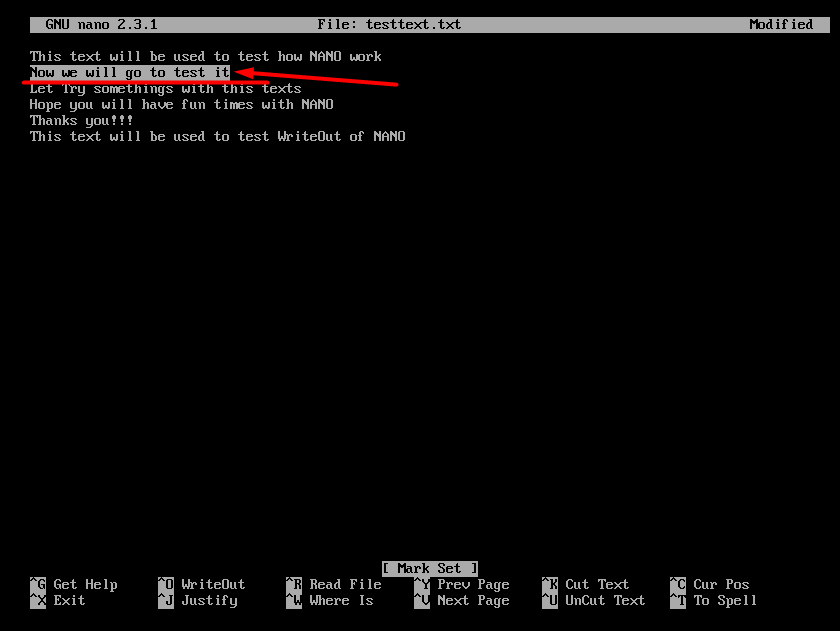 GNU nano 2.3.1 File: testtext.txt Modified
This text will be used to test how NANO work
Now we will go to test it
Let Try somethings with this texts
Hope you will have fun times with NANO
Thanks you!!!
This text will be used to test WriteOut of NANO
[ Mark Set ]
^G Get Help ^O WriteOut ^R Read File ^Y Prev Page ^K Cut Text ^C Cur Pos
^X Exit ^J Justify ^W Where Is ^V Next Page ^U UnCut Text ^T To Spell